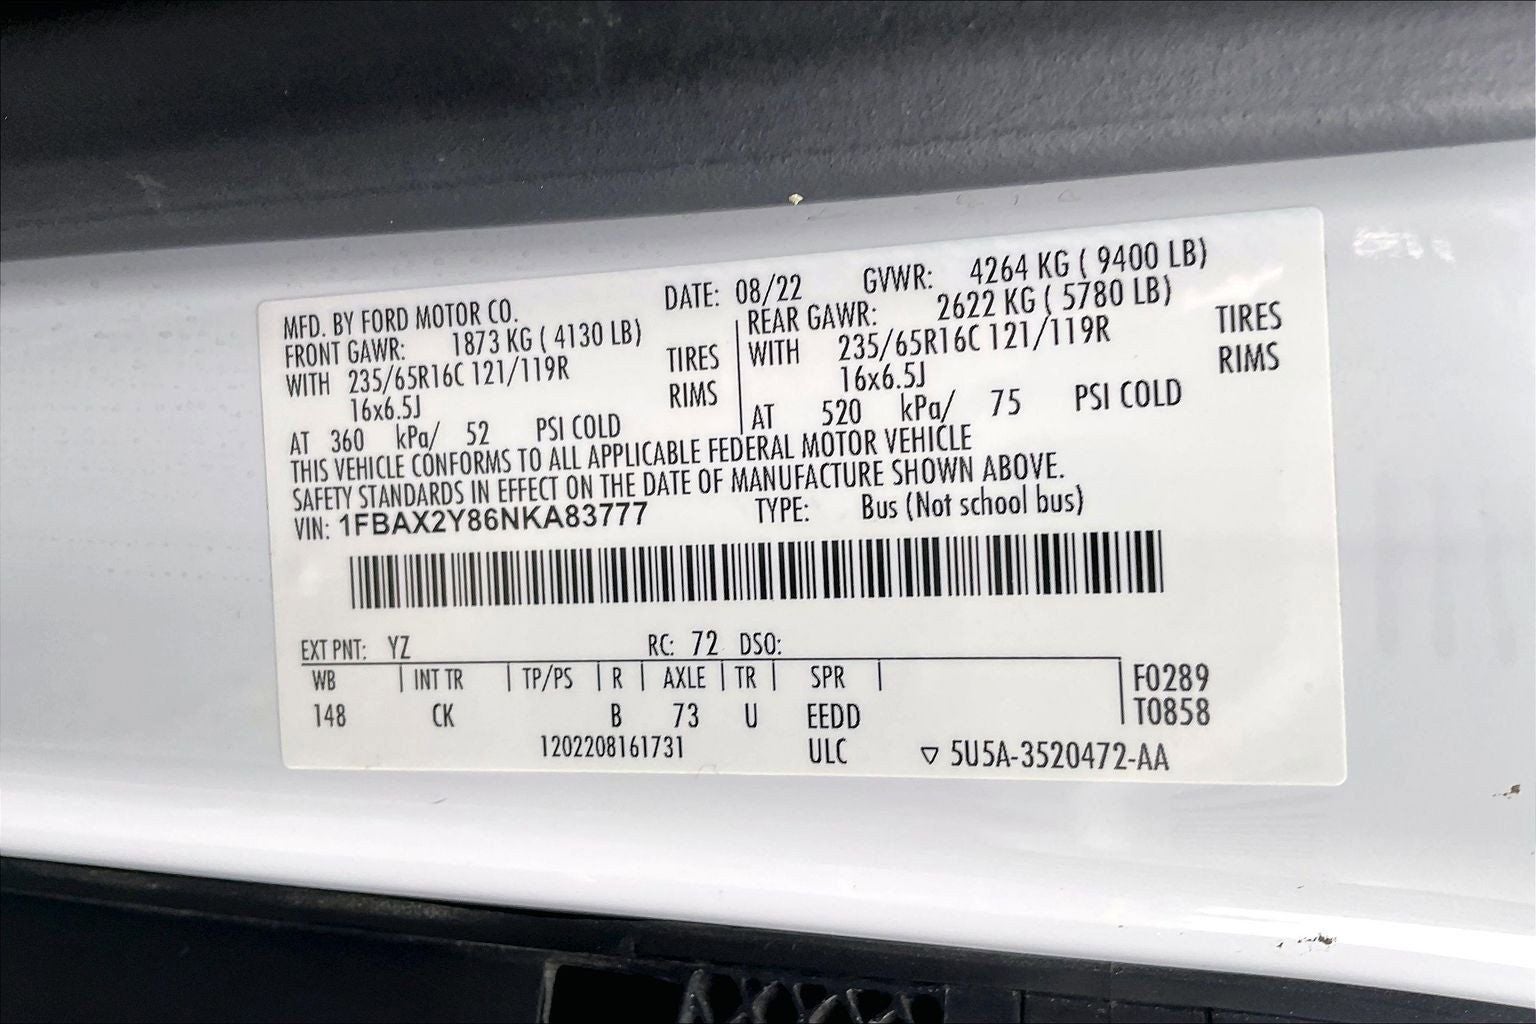 MFD. BY FORD MOTOR CO. DATE: 08/22 GVWR: 4264 KG ( 9400 LB)
FRONT GAWR: 1873 KG ( 4130 LB) REAR GAWR: 2622 KG ( 5780 LB)
WITH 235/65R16C 121/119R TIRES WITH 235/65R16C 121/119R TIRES
16x6.5J RIMS 16x6.5J RIMS
AT 360 kPa/ 52 PSI COLD AT 520 kPa/ 75 PSI COLD
THIS VEHICLE CONFORMS TO ALL APPLICABLE FEDERAL MOTOR VEHICLE
SAFETY STANDARDS IN EFFECT ON THE DATE OF MANUFACTURE SHOWN ABOVE.
VIN: 1FBAX2Y86NKA83777 TYPE: Bus (Not school bus)
EXT PNT: YZ RC: 72 DSO:
WB INT TR TP/PS R AXLE TR SPR F0289
148 CK B 73 U EEDD T0858
1202208161731 ULC ▽ 5U5A-3520472-AA